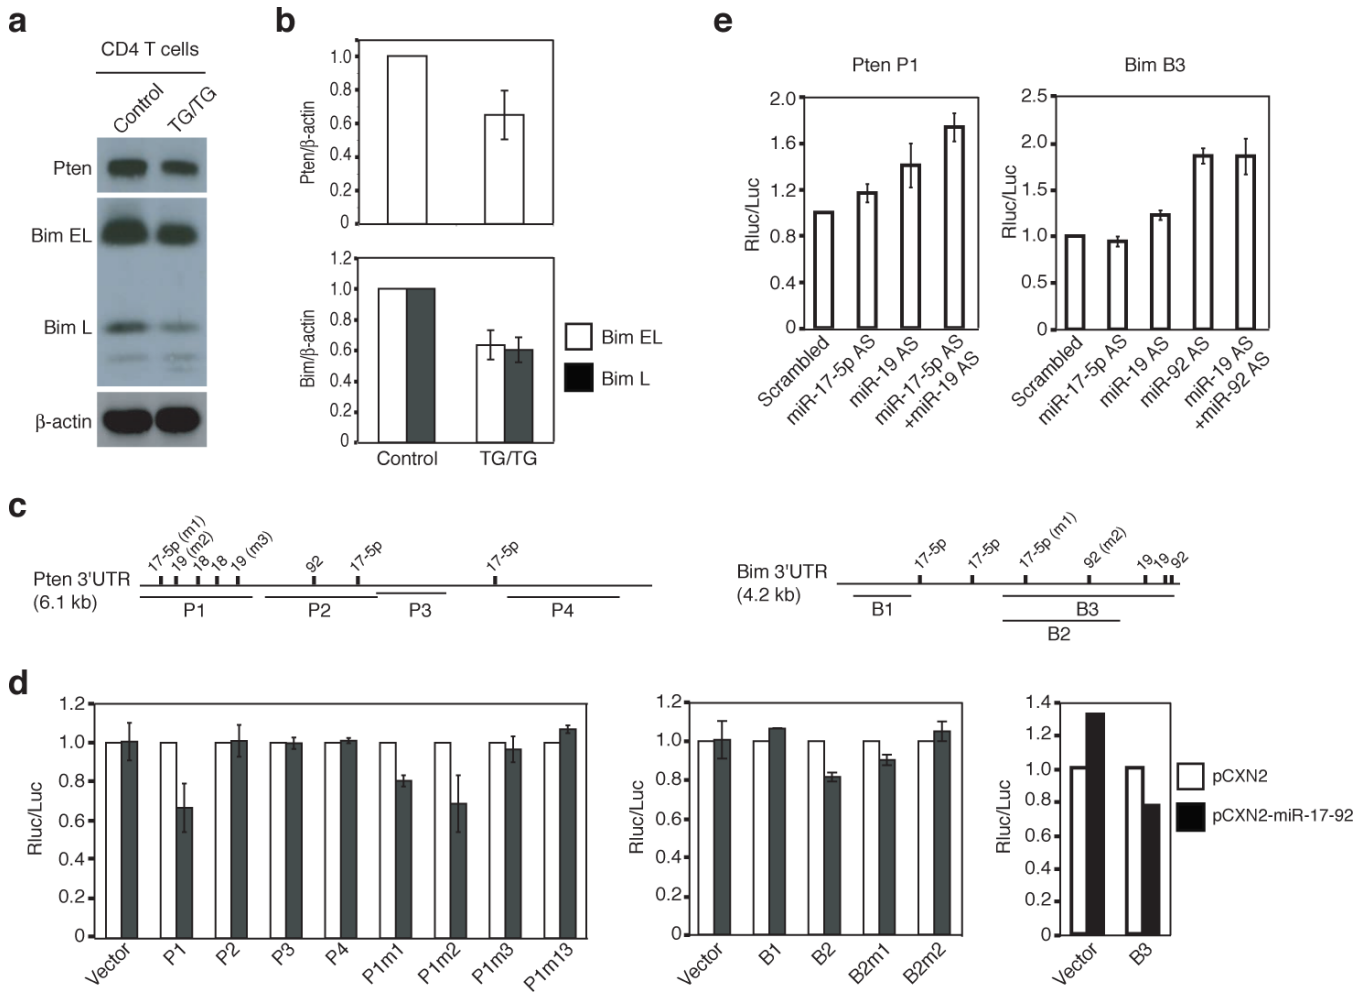 a
CD4 T cells
Control
TG/TG
Pten
Bim EL
Bim L
β-actin
b
Pten/β-actin
1.0
0.8
0.6
0.4
0.2
0
Bim/β-actin
1.2
1.0
0.8
0.6
0.4
0.2
0
Control
TG/TG
Bim EL
Bim L
e
Pten P1
Rluc/Luc
2.0
1.6
1.2
0.8
0.4
0
Scrambled
miR-17-5p AS
miR-19 AS
miR-17-5p AS
+miR-19 AS
Bim B3
Rluc/Luc
2.5
2.0
1.5
1.0
0.5
0
Scrambled
miR-17-5p AS
miR-19 AS
miR-92 AS
miR-19 AS
+miR-92 AS
c
Pten 3'UTR
(6.1 kb)
17-5p (m1)
19 (m2)
18
18
19 (m3)
92
17-5p
17-5p
P1
P2
P3
P4
Bim 3'UTR
(4.2 kb)
17-5p
17-5p
17-5p (m1)
92 (m2)
19
19
92
B1
B3
B2
d
Rluc/Luc
1.2
1.0
0.8
0.6
0.4
0.2
0
Vector
P1
P2
P3
P4
P1m1
P1m2
P1m3
P1m13
Rluc/Luc
1.2
1.0
0.8
0.6
0.4
0.2
0
Vector
B1
B2
B2m1
B2m2
Rluc/Luc
1.4
1.2
1.0
0.8
0.6
0.4
0.2
0
Vector
B3
pCXN2
pCXN2-miR-17-92